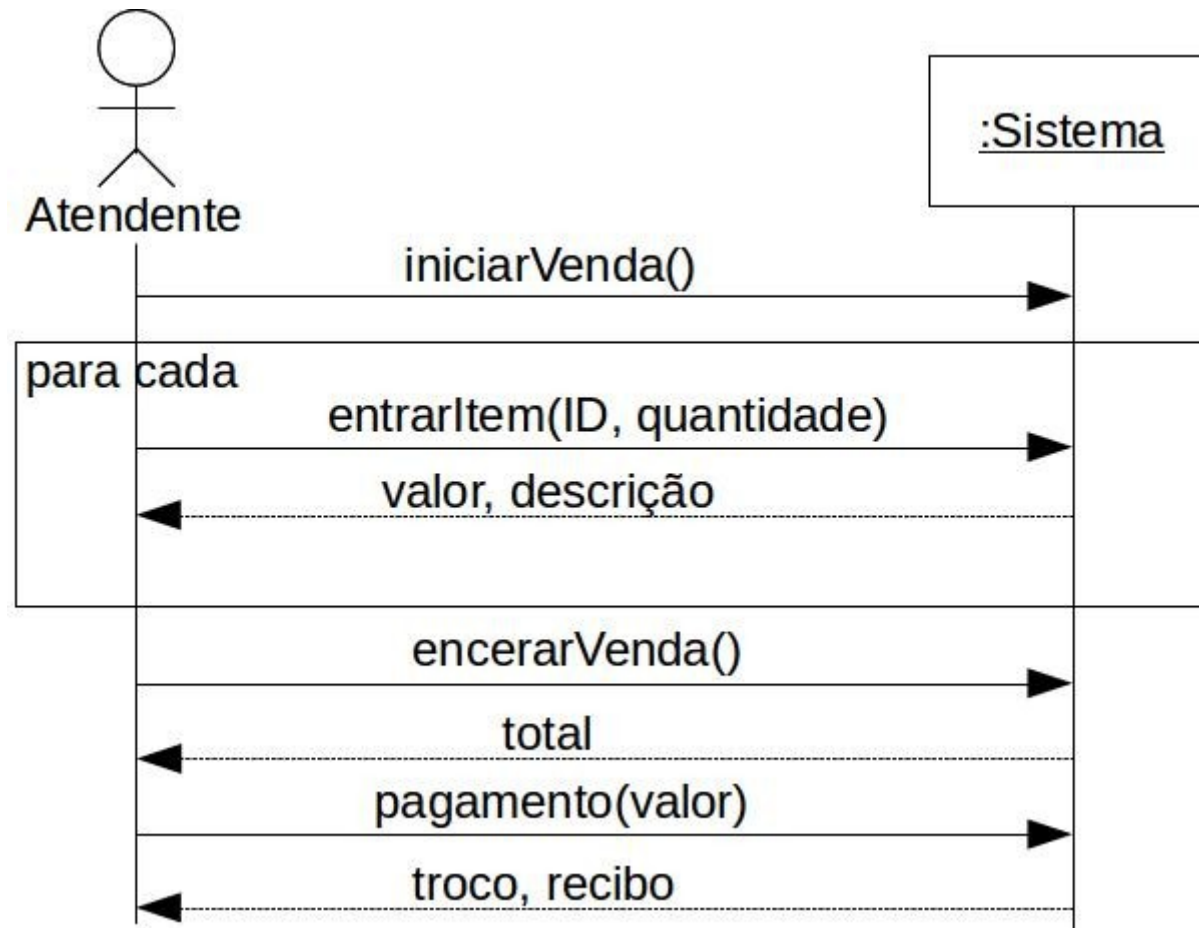 :Sistema
Atendente
iniciarVenda()
para cada
entrarItem(ID, quantidade)
valor, descrição
encerarVenda()
total
pagamento(valor)
troco, recibo